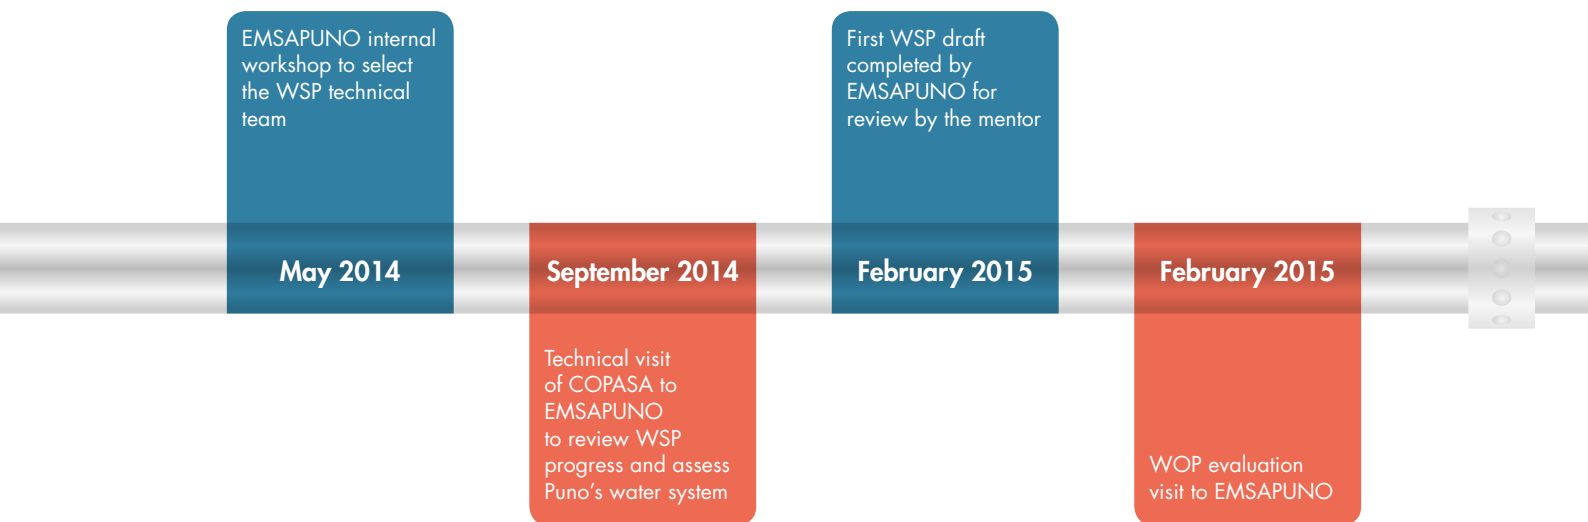 EMSAPUNO internal
workshop to select
the WSP technical
team
May 2014
September 2014
Technical visit
of COPASA to
EMSAPUNO
to review WSP
progress and assess
Puno's water system
First WSP draft
completed by
EMSAPUNO for
review by the mentor
February 2015
February 2015
WOP evaluation
visit to EMSAPUNO